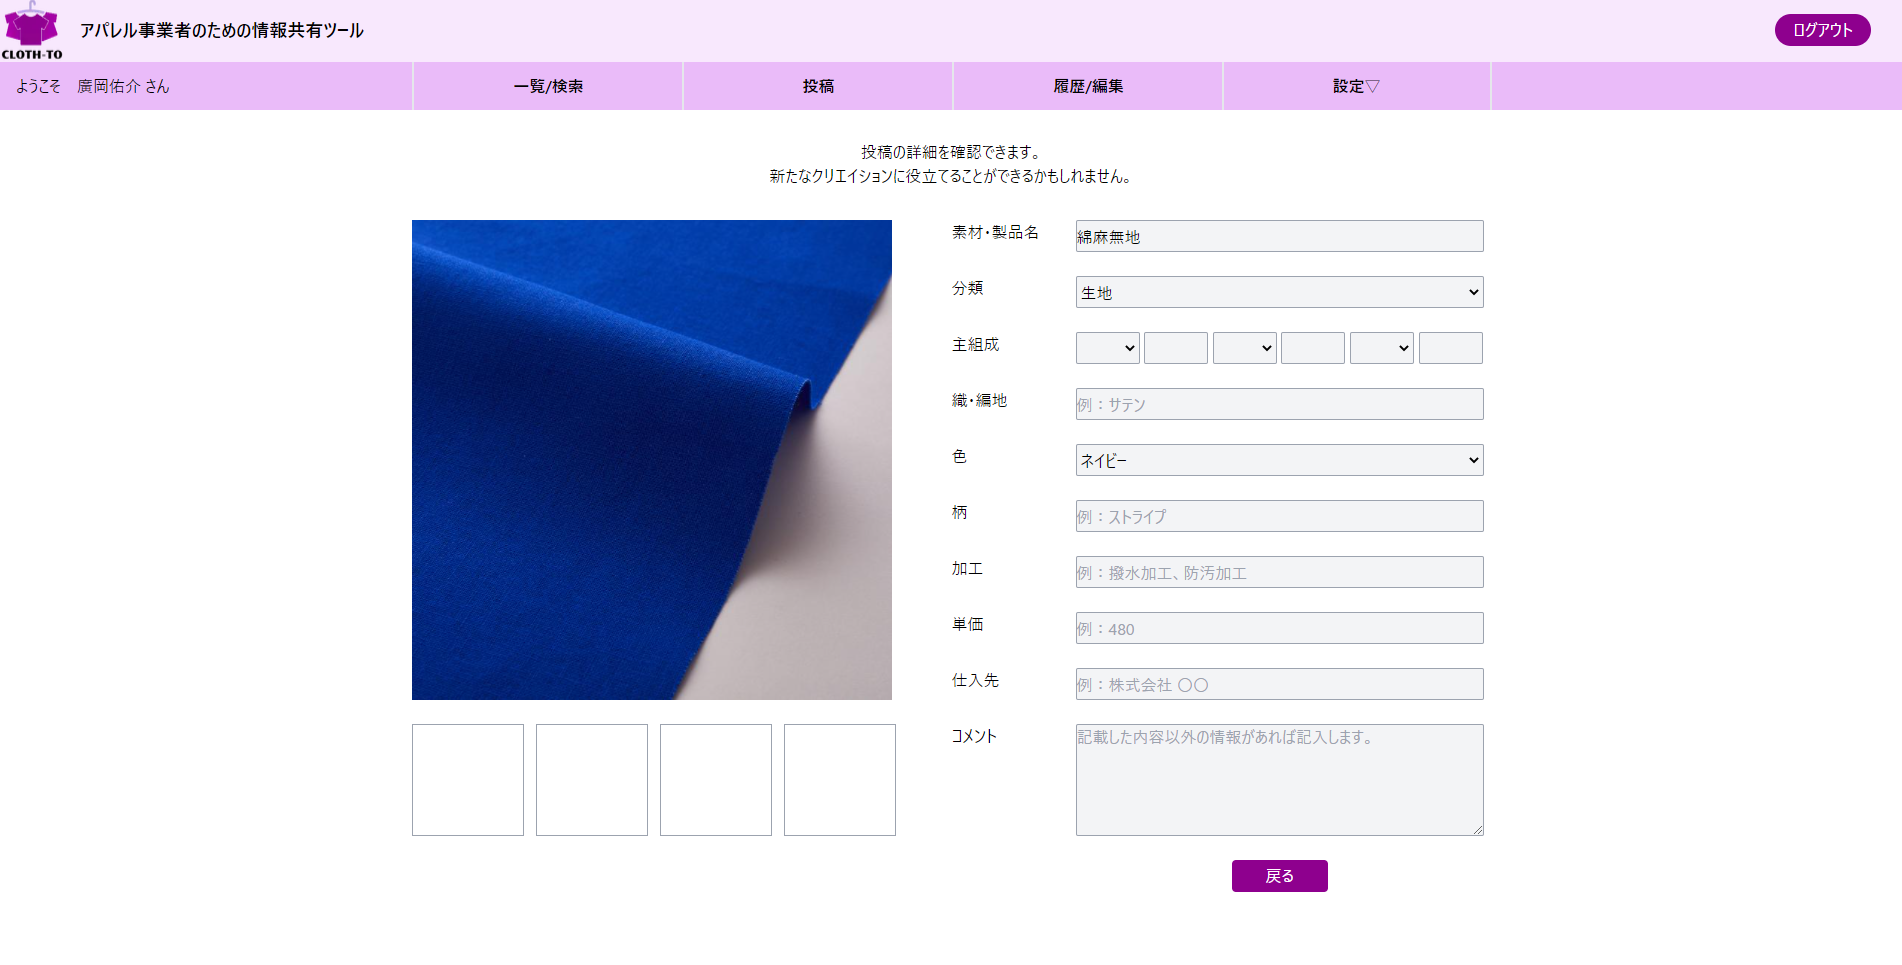 CLOTH-TO
アパレル事業者のための情報共有ツール
ログアウト
ようこそ 廣岡佑介 さん
一覧/検索
投稿
履歴/編集
設定▽
投稿の詳細を確認できます。
新たなクリエイションに役立てることができるかもしれません。
素材・製品名
綿麻無地
分類
生地
主組成
織・編地
例：サテン
色
ネイビー
柄
例：ストライプ
加工
例：撥水加工、防汚加工
単価
例：480
仕入先
例：株式会社 〇〇
コメント
記載した内容以外の情報があれば記入します。
戻る